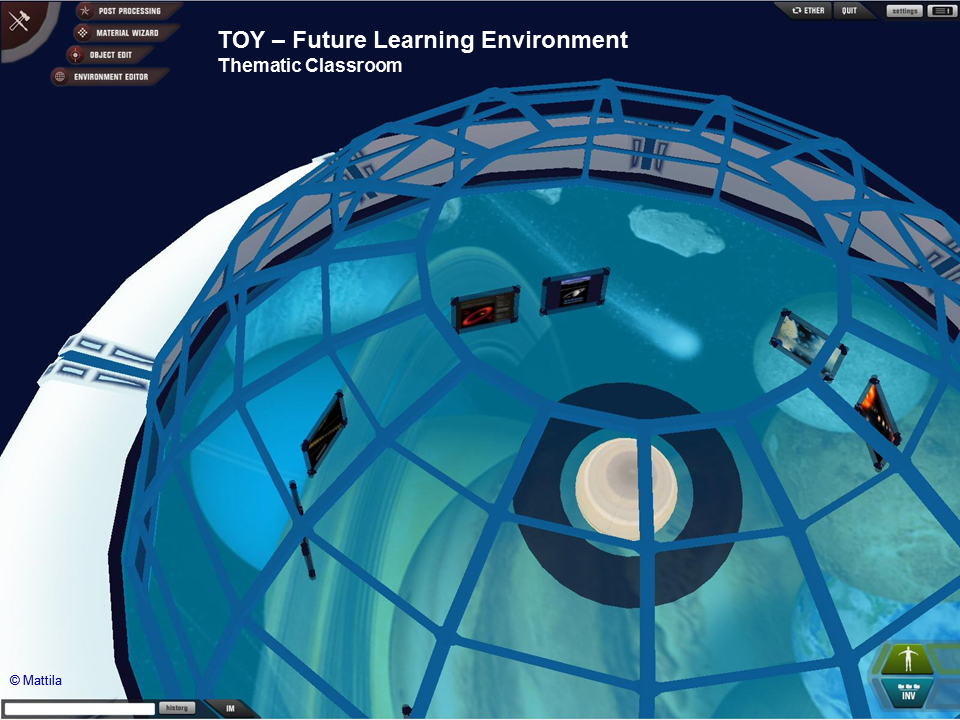 POST PROCESSING
MATERIAL WIZARD
OBJECT EDIT
ENVIRONMENT EDITOR
ETHER
QUIT
settings
TOY – Future Learning Environment
Thematic Classroom
© Mattila
history
IM
INV